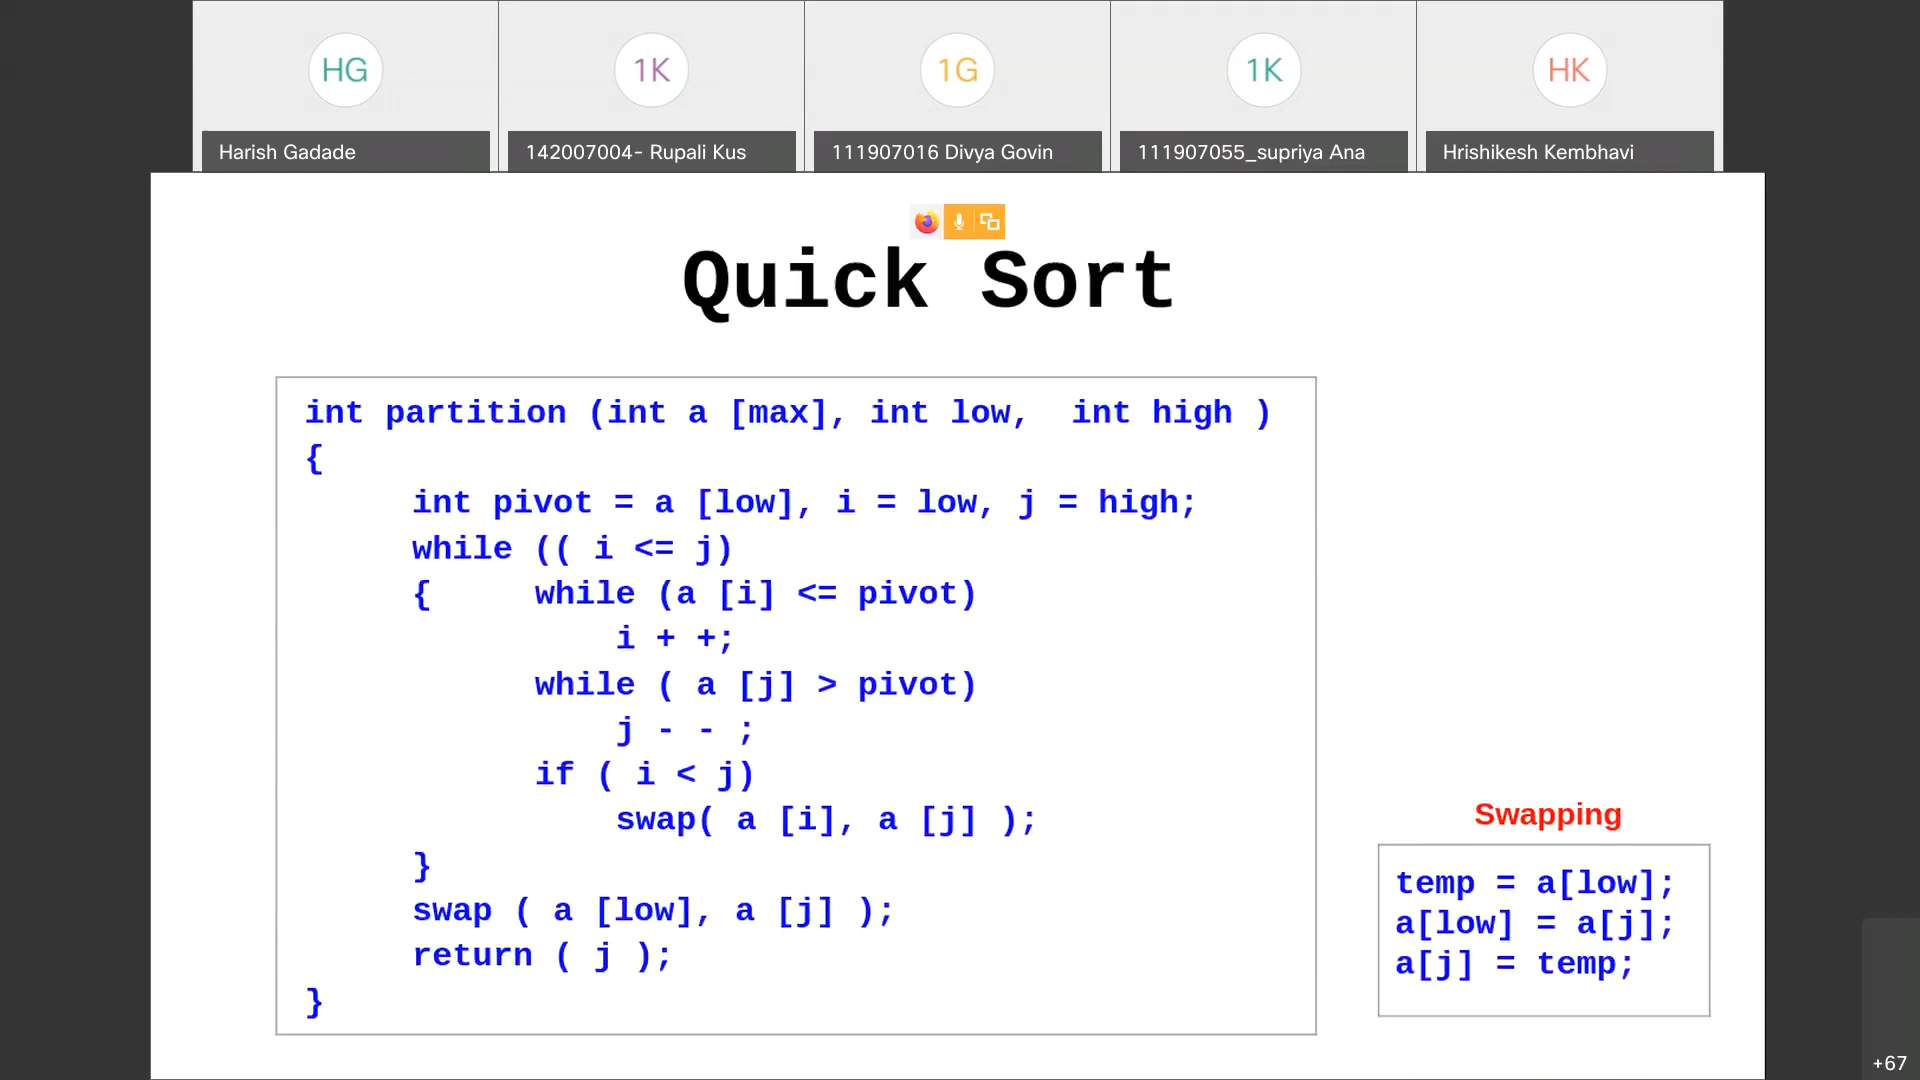 HG
1K
1G
1K
HK
Harish Gadade
142007004- Rupali Kus
111907016 Divya Govin
111907055_supriya Ana
Hrishikesh Kembhavi
Quick Sort
int partition (int a [max], int low,  int high )
{
int pivot = a [low], i = low, j = high;
while (( i <= j)
{     while (a [i] <= pivot)
i + +;
while ( a [j] > pivot)
j - - ;
if ( i < j)
swap( a [i], a [j] );
}
swap ( a [low], a [j] );
return ( j );
}
Swapping
temp = a[low];
a[low] = a[j];
a[j] = temp;
+67